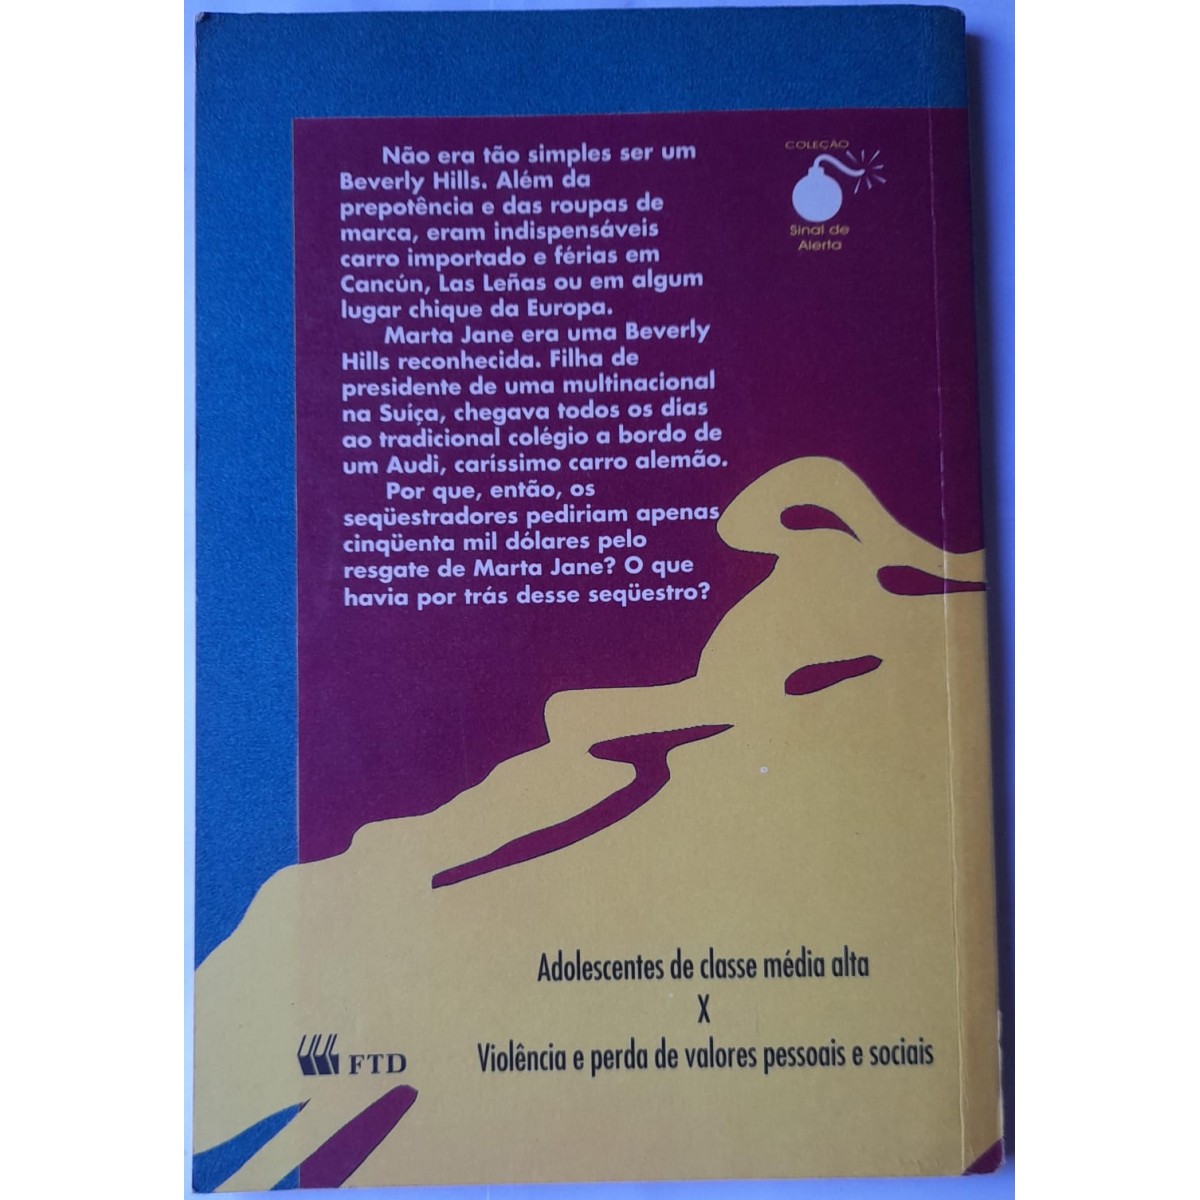 Não era tão simples ser um
Beverly Hills. Além da
prepotência e das roupas de
marca, eram indispensáveis
carro importado e férias em
Cancún, Las Leñas ou em algum
lugar chique da Europa.
Marta Jane era uma Beverly
Hills reconhecida. Filha de
presidente de uma multinacional
na Suíça, chegava todos os dias
ao tradicional colégio a bordo de
um Audi, caríssimo carro alemão.
Por que, então, os
seqüestradores pediriam apenas
cinqüenta mil dólares pelo
resgate de Marta Jane? O que
havia por trás desse seqüestro?
COLEÇÃO
Sinal de
Alerta
Adolescentes de classe média alta
X
Violência e perda de valores pessoais e sociais
FTD